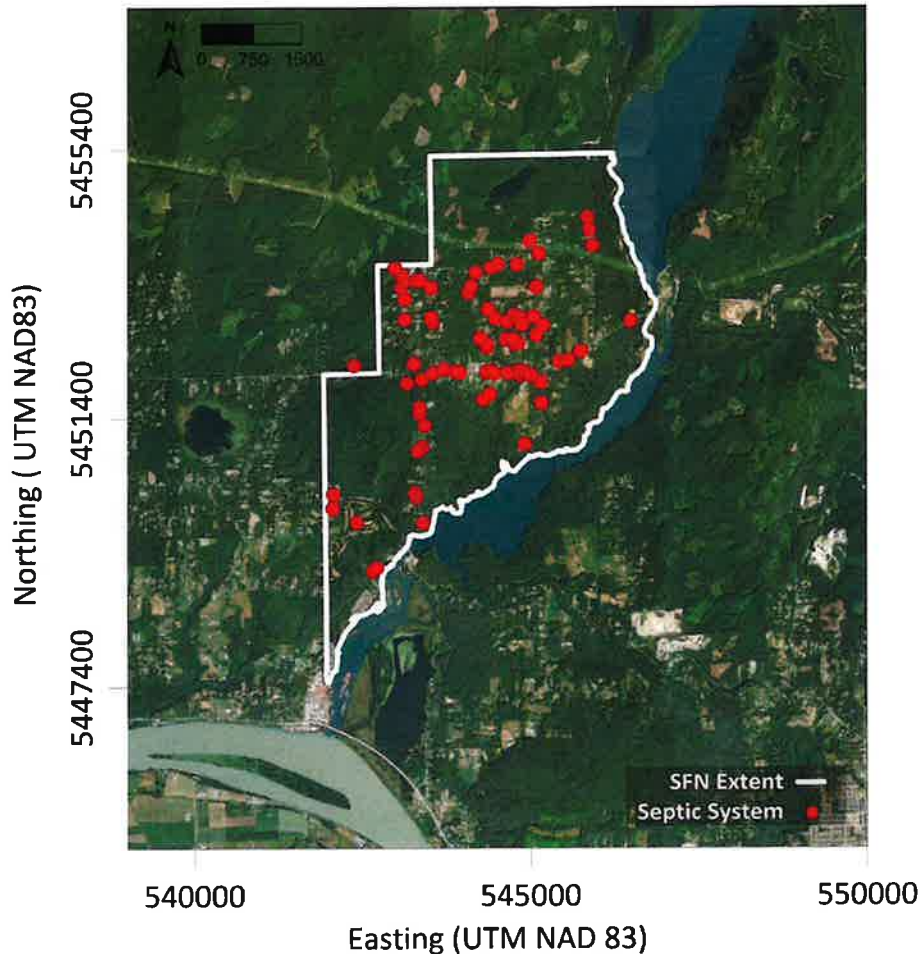 N
0 750 1500
5455400
5451400
5447400
Northing ( UTM NAD83)
SFN Extent
Septic System
540000
545000
550000
Easting (UTM NAD 83)